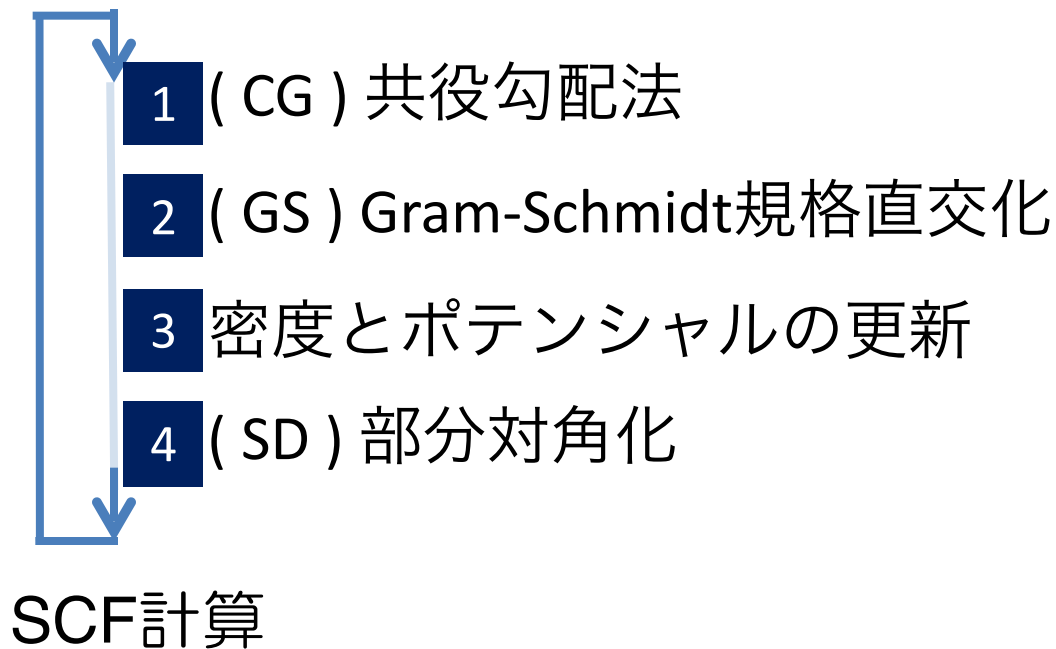 1 ( CG ) 共役勾配法
2 ( GS ) Gram-Schmidt規格直交化
3 密度とポテンシャルの更新
4 ( SD ) 部分対角化
SCF計算